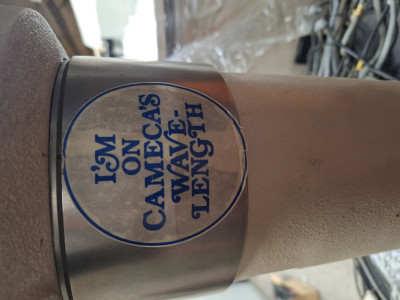 I'M
ON
CAMECA'S
WAVE-
LENGTH